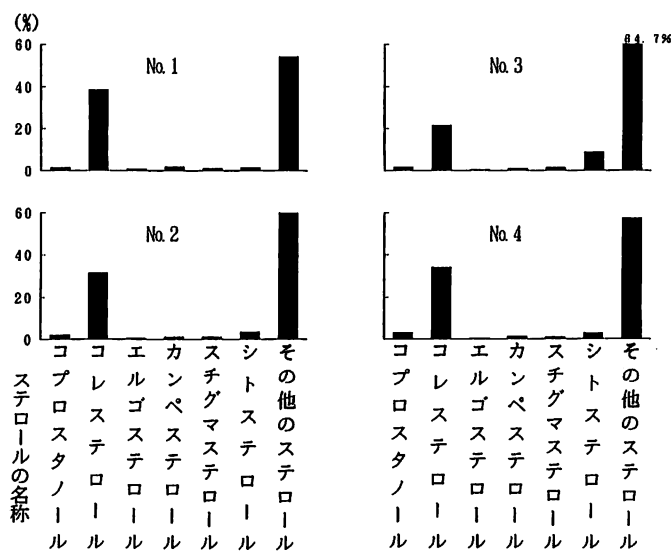 (%)
60
40
20
0
No. 1
64. 7%
No. 3
60
40
20
0
No. 2
60
40
20
0
No. 4
ステロールの名称
コプロスタノール
コレステロール
エルゴステロール
カンペステロール
スチグマステロール
シトステロール
その他のステロール
コプロスタノール
コレステロール
エルゴステロール
カンペステロール
スチグマステロール
シトステロール
その他のステロール